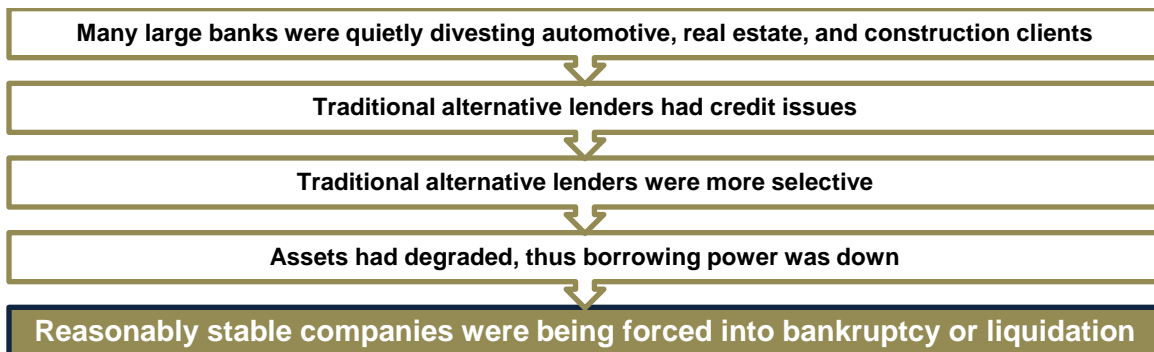 Many large banks were quietly divesting automotive, real estate, and construction clients
Traditional alternative lenders had credit issues
Traditional alternative lenders were more selective
Assets had degraded, thus borrowing power was down
Reasonably stable companies were being forced into bankruptcy or liquidation